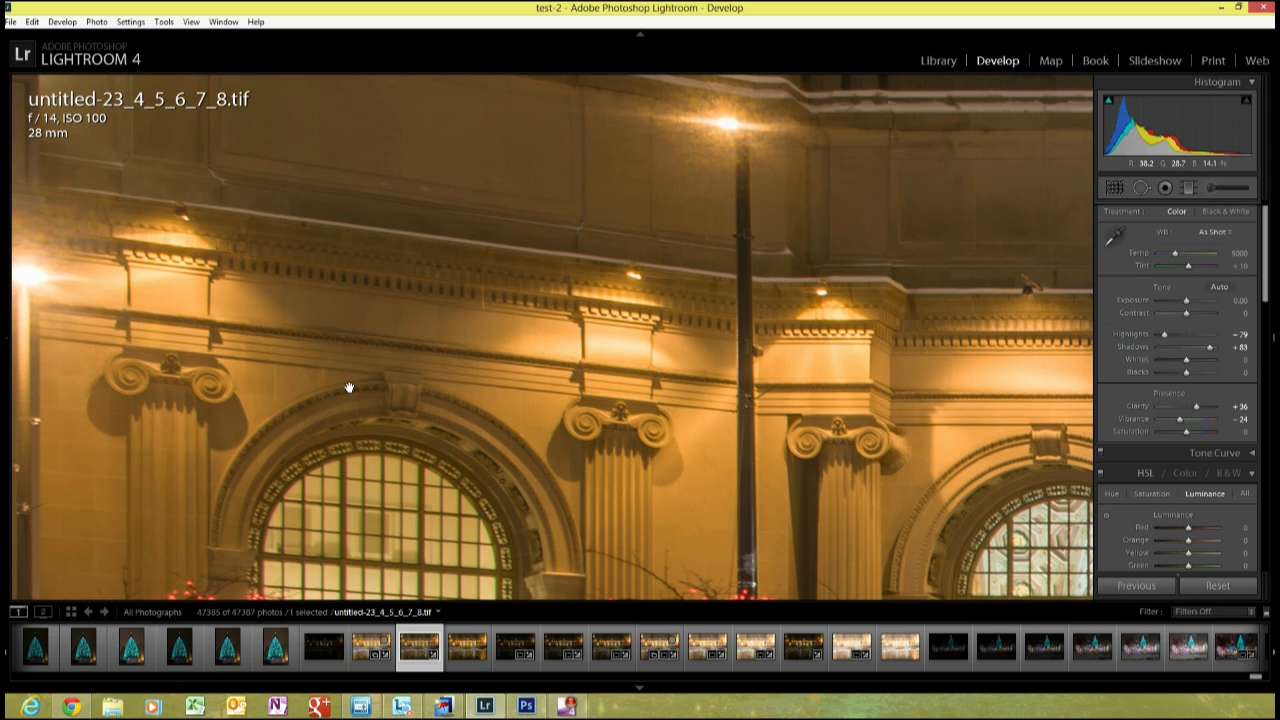 test-2 - Adobe Photoshop Lightroom - Develop
File Edit Develop Photo Settings Tools View Window Help
Lr ADOBE PHOTOSHOP
LIGHTROOM 4
Library | Develop | Map | Book | Slideshow | Print | Web
untitled-23_4_5_6_7_8.tif
f / 14, ISO 100
28 mm
Histogram
R 38.2 G 28.7 B 14.1 %
Treatment : Color Black & White
WB : As Shot
Temp 5000
Tint + 10
Tone Auto
Exposure 0.00
Contrast 0
Highlights − 79
Shadows + 83
Whites 0
Blacks 0
Presence
Clarity + 36
Vibrance − 24
Saturation 0
Tone Curve
HSL / Color / B & W
Hue Saturation Luminance All
Luminance
Red 0
Orange 0
Yellow 0
Green 0
Previous Reset
1 2 All Photographs 47385 of 47387 photos / 1 selected / untitled-23_4_5_6_7_8.tif Filter : Filters Off
Lr Ps